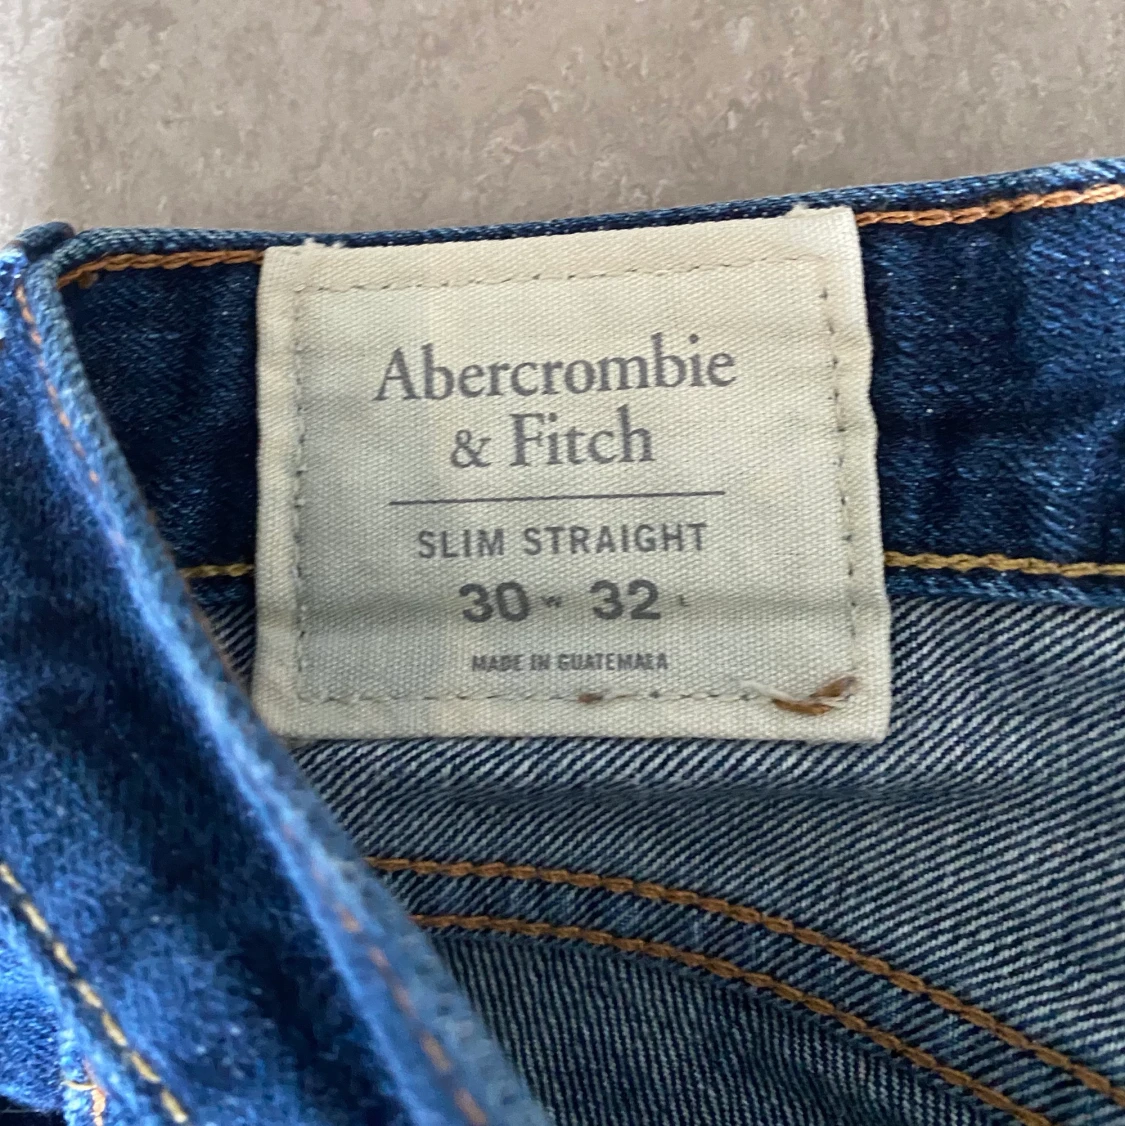 Abercrombie
& Fitch
SLIM STRAIGHT
30 W 32 L
MADE IN GUATEMALA